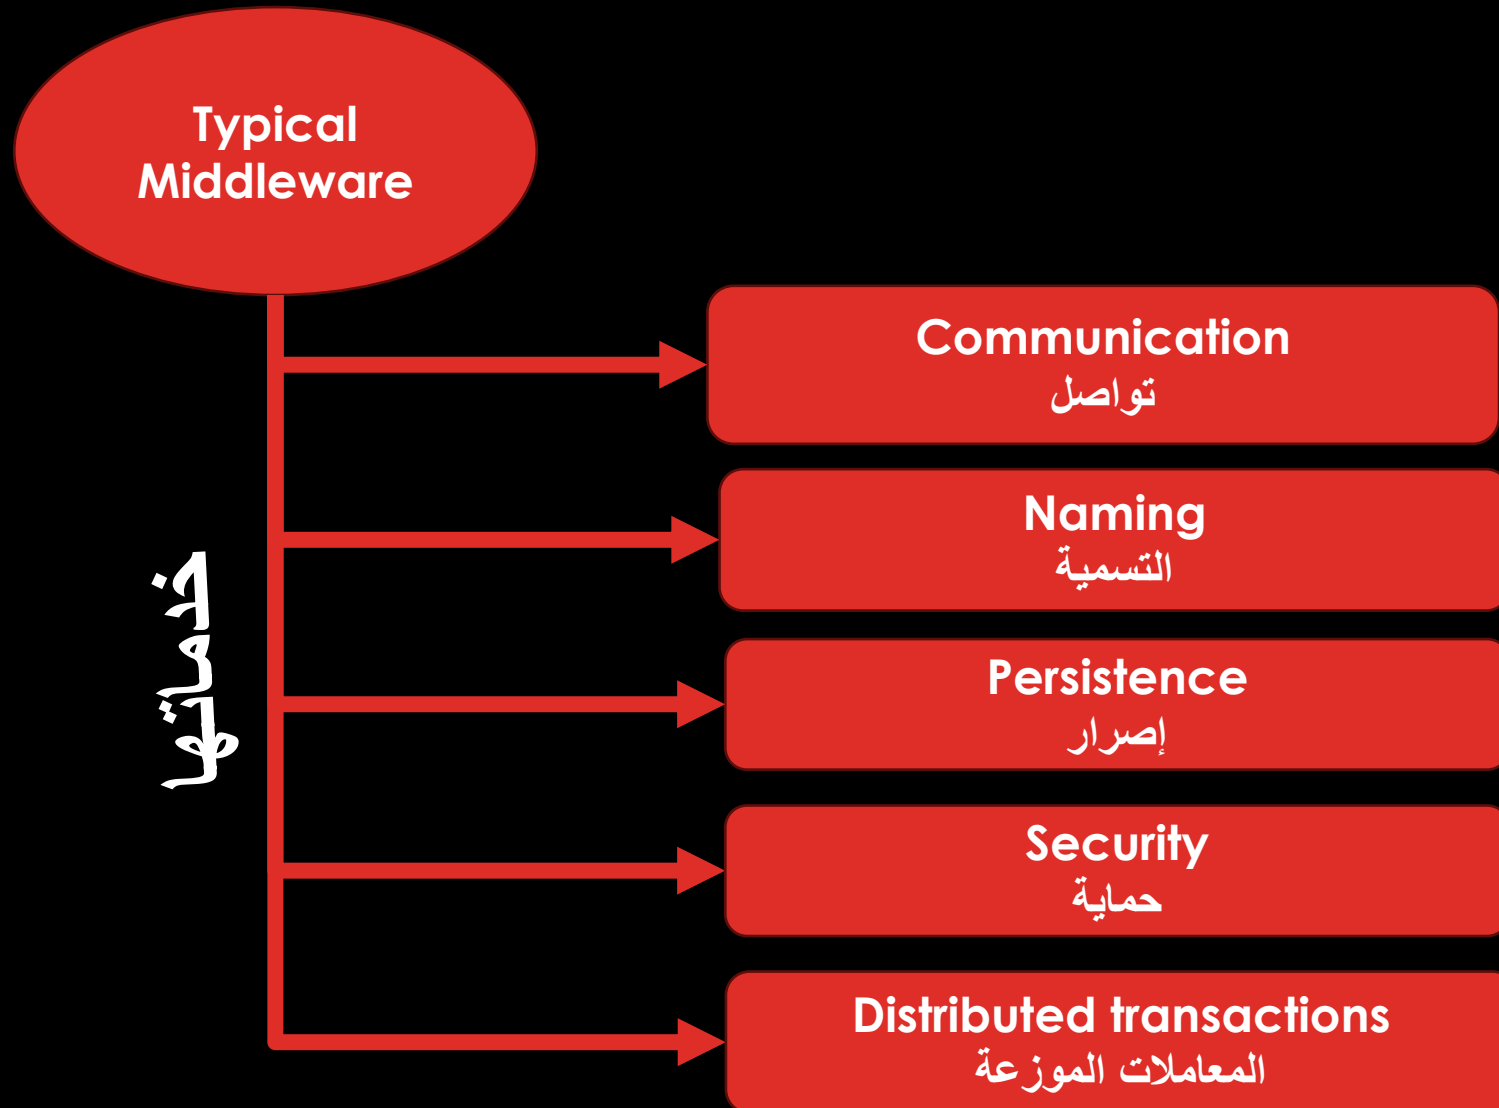 Typical
Middleware
خدماتها
Communication
تواصل
Naming
التسمية
Persistence
إصرار
Security
حماية
Distributed transactions
المعاملات الموزعة